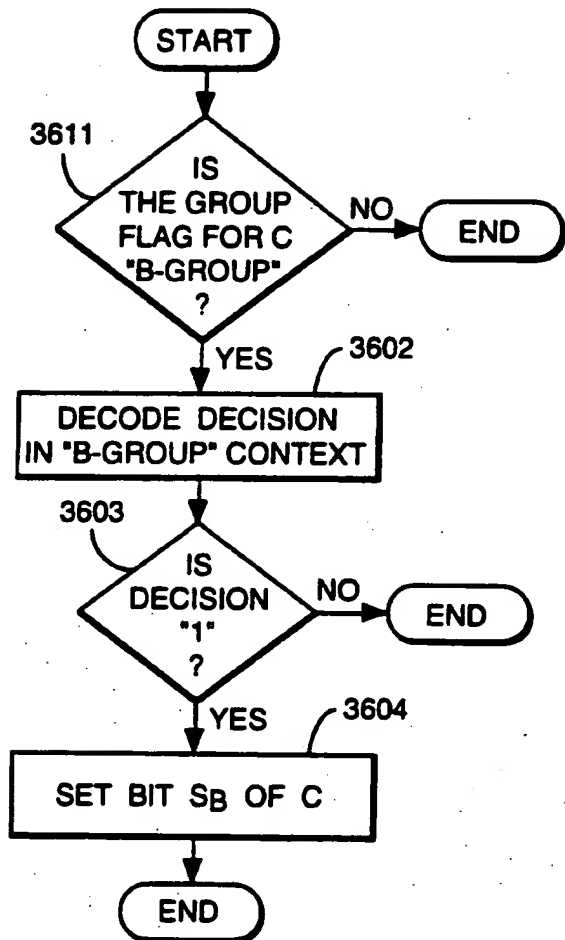 START
3611
IS
THE GROUP
FLAG FOR C
"B-GROUP"
?
NO
END
YES
3602
DECODE DECISION
IN "B-GROUP" CONTEXT
3603
IS
DECISION
"1"
?
NO
END
YES
3604
SET BIT SB OF C
END